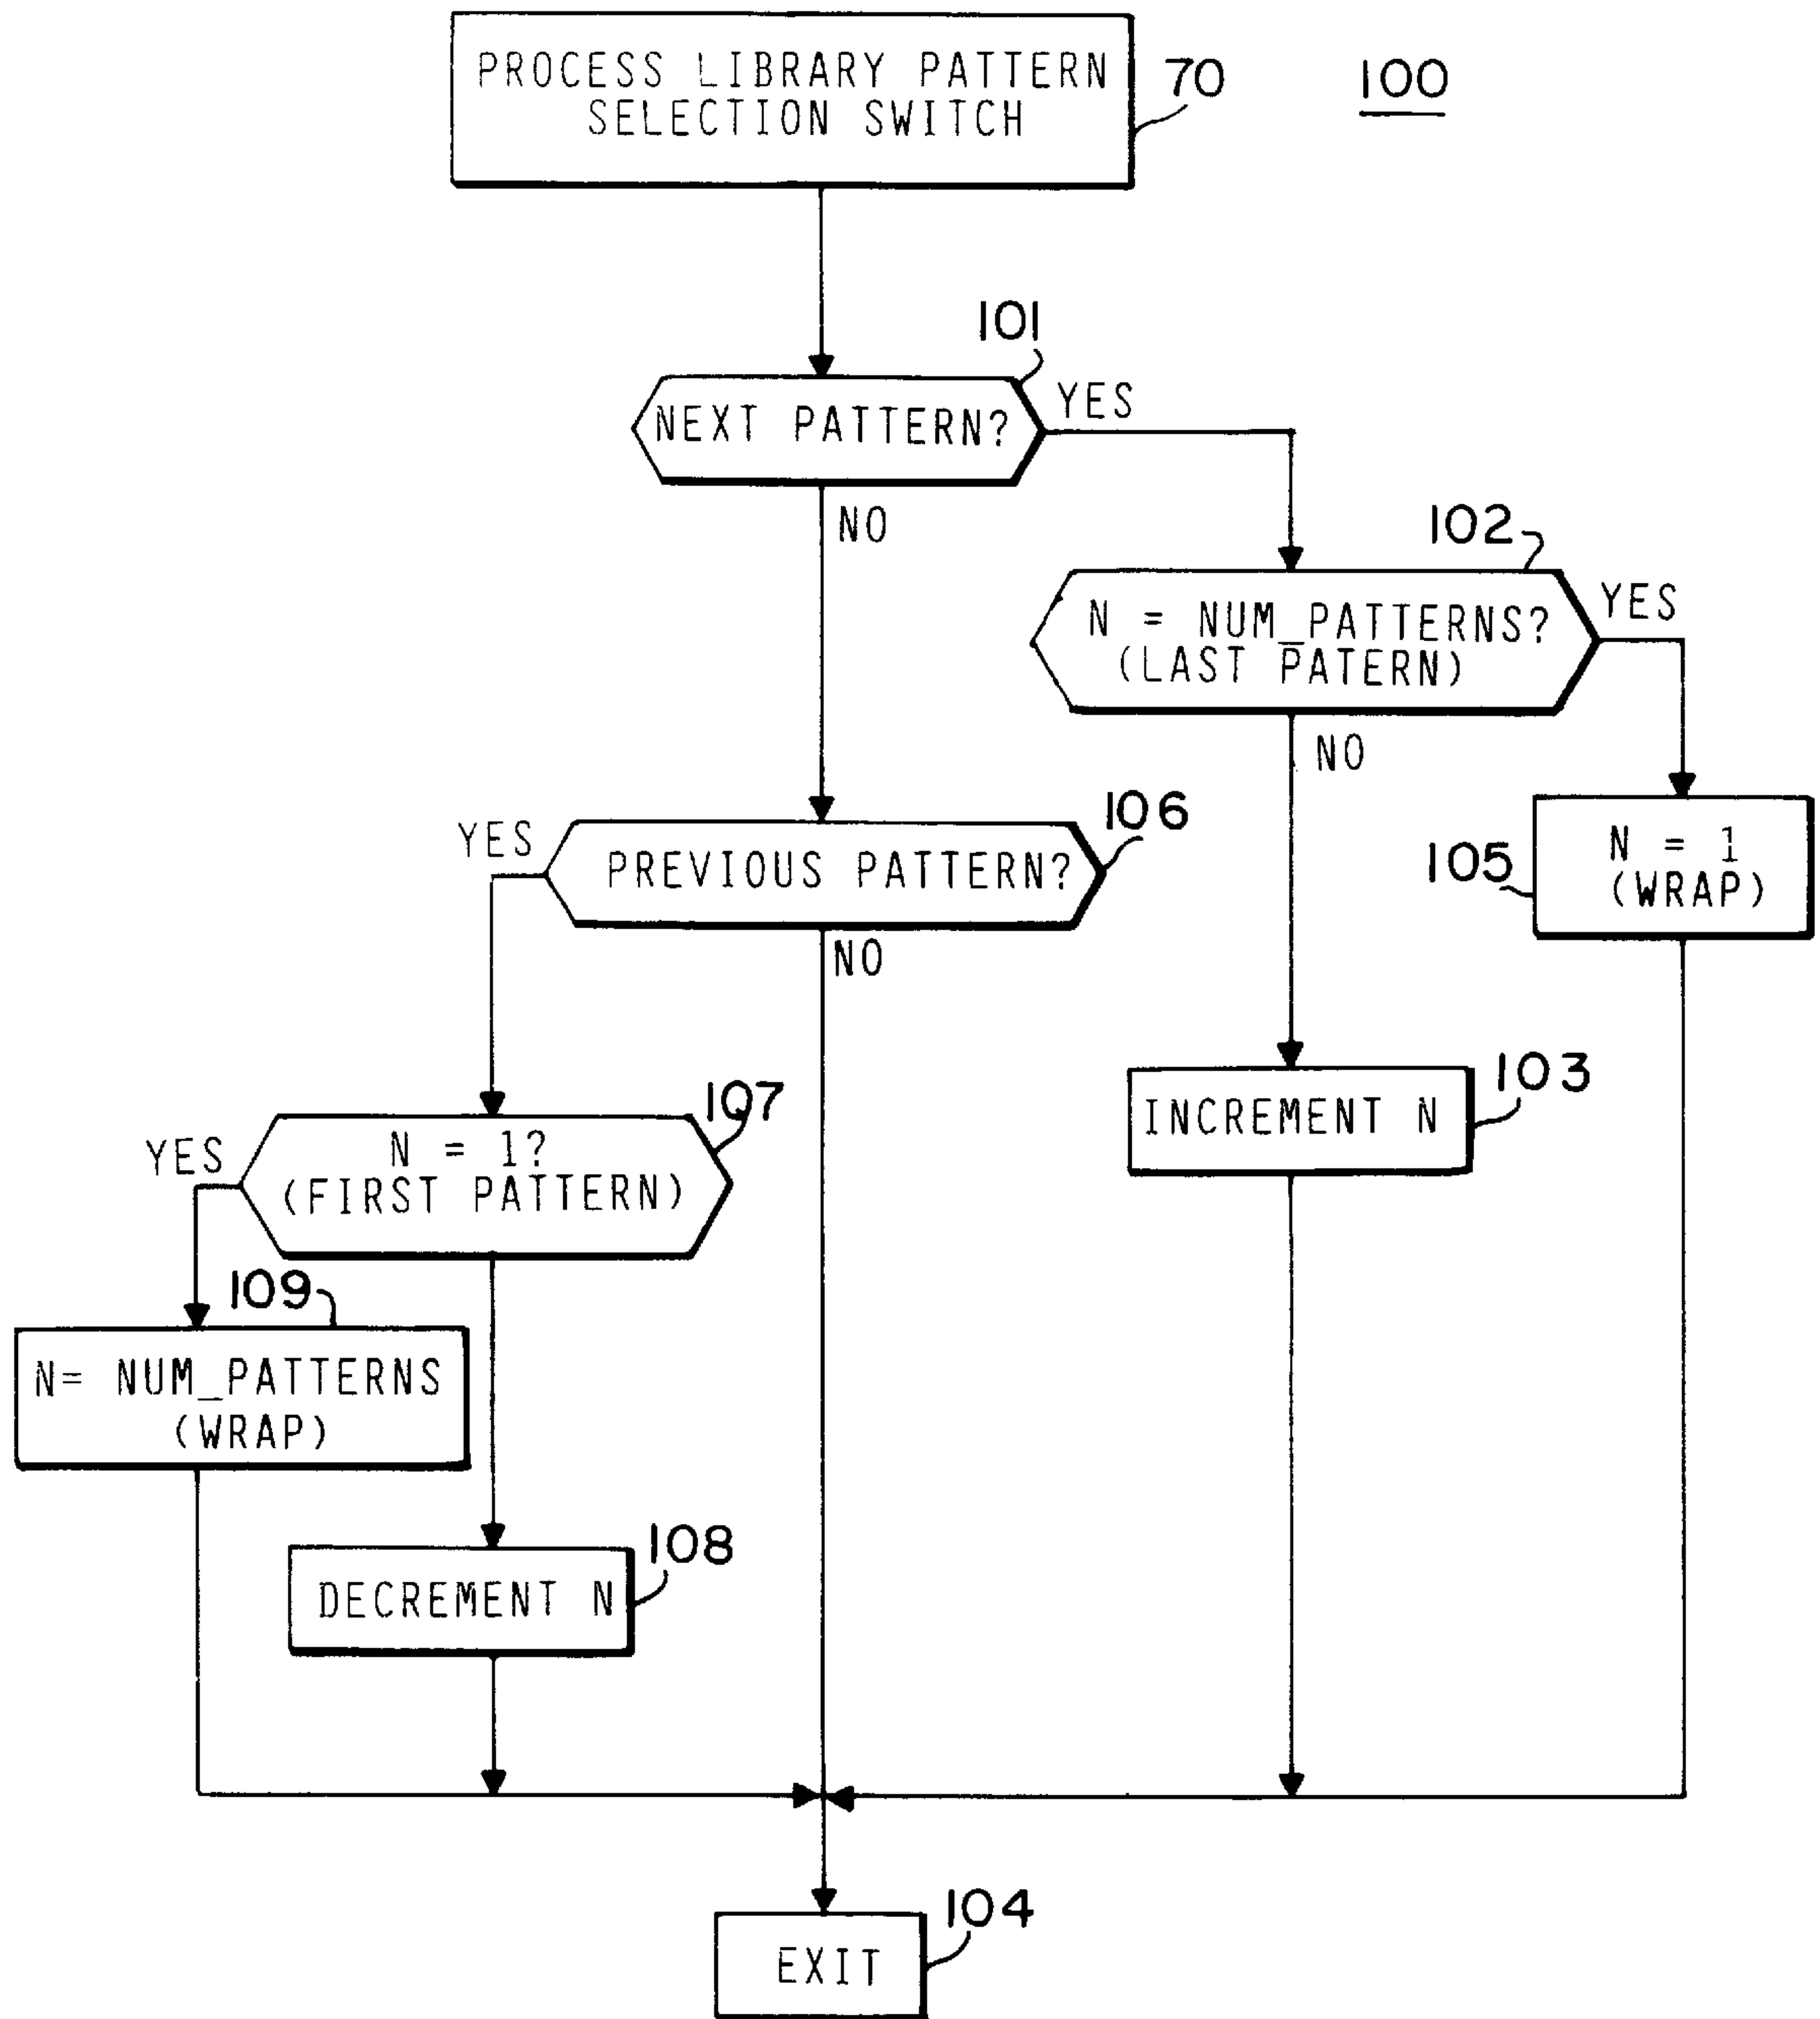 PROCESS LIBRARY PATTERN
SELECTION SWITCH
70
100
101
NEXT PATTERN?
YES
NO
102
N = NUM_PATTERNS?
(LAST PATERN)
YES
NO
106
YES
PREVIOUS PATTERN?
NO
105
N = 1
(WRAP)
103
INCREMENT N
107
YES
N = 1?
(FIRST PATTERN)
109
N= NUM_PATTERNS
(WRAP)
108
DECREMENT N
104
EXIT